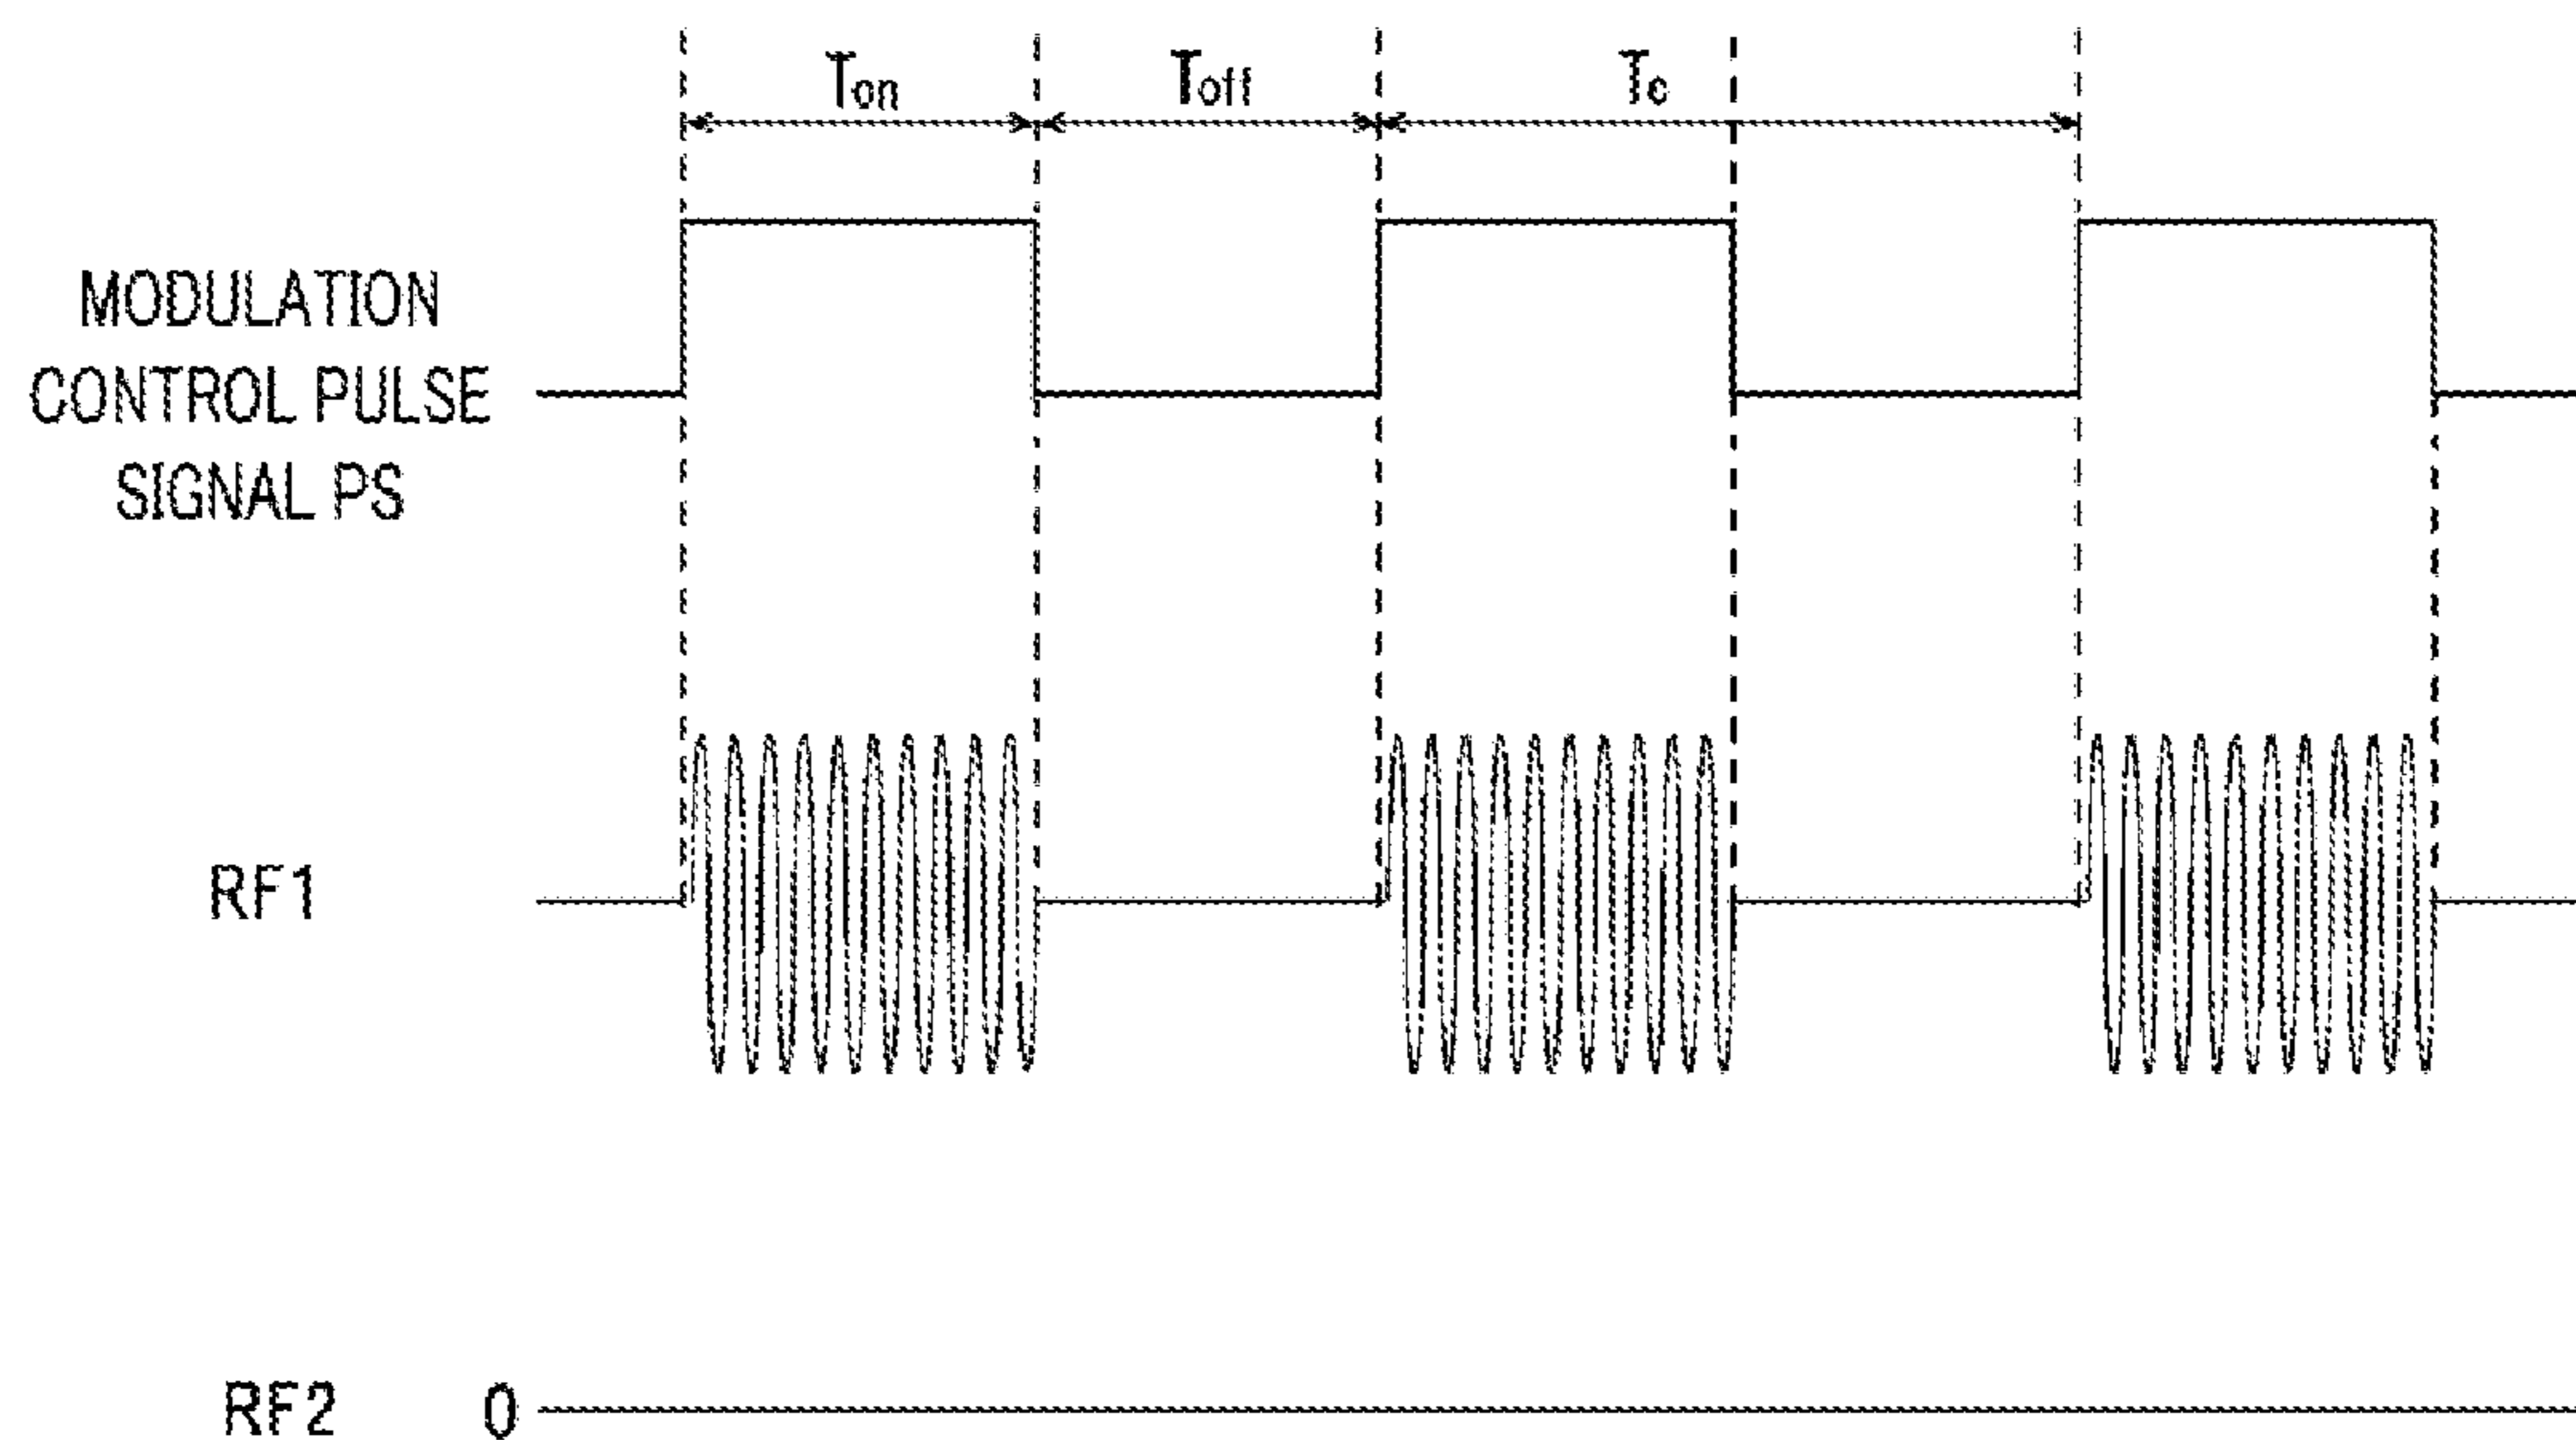 Ton Toff Tc
MODULATION
CONTROL PULSE
SIGNAL PS
RF1
RF2 0